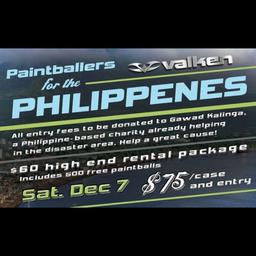 Paintballers valken
for the
PHILIPPENES
All entry fees to be donated to Gawad Kalinga,
a Philippine-based charity already helping
in the disaster area. Help a great cause!
$60 high end rental package
Includes 500 free paintballs
Sat. Dec 7 $75/case
and entry